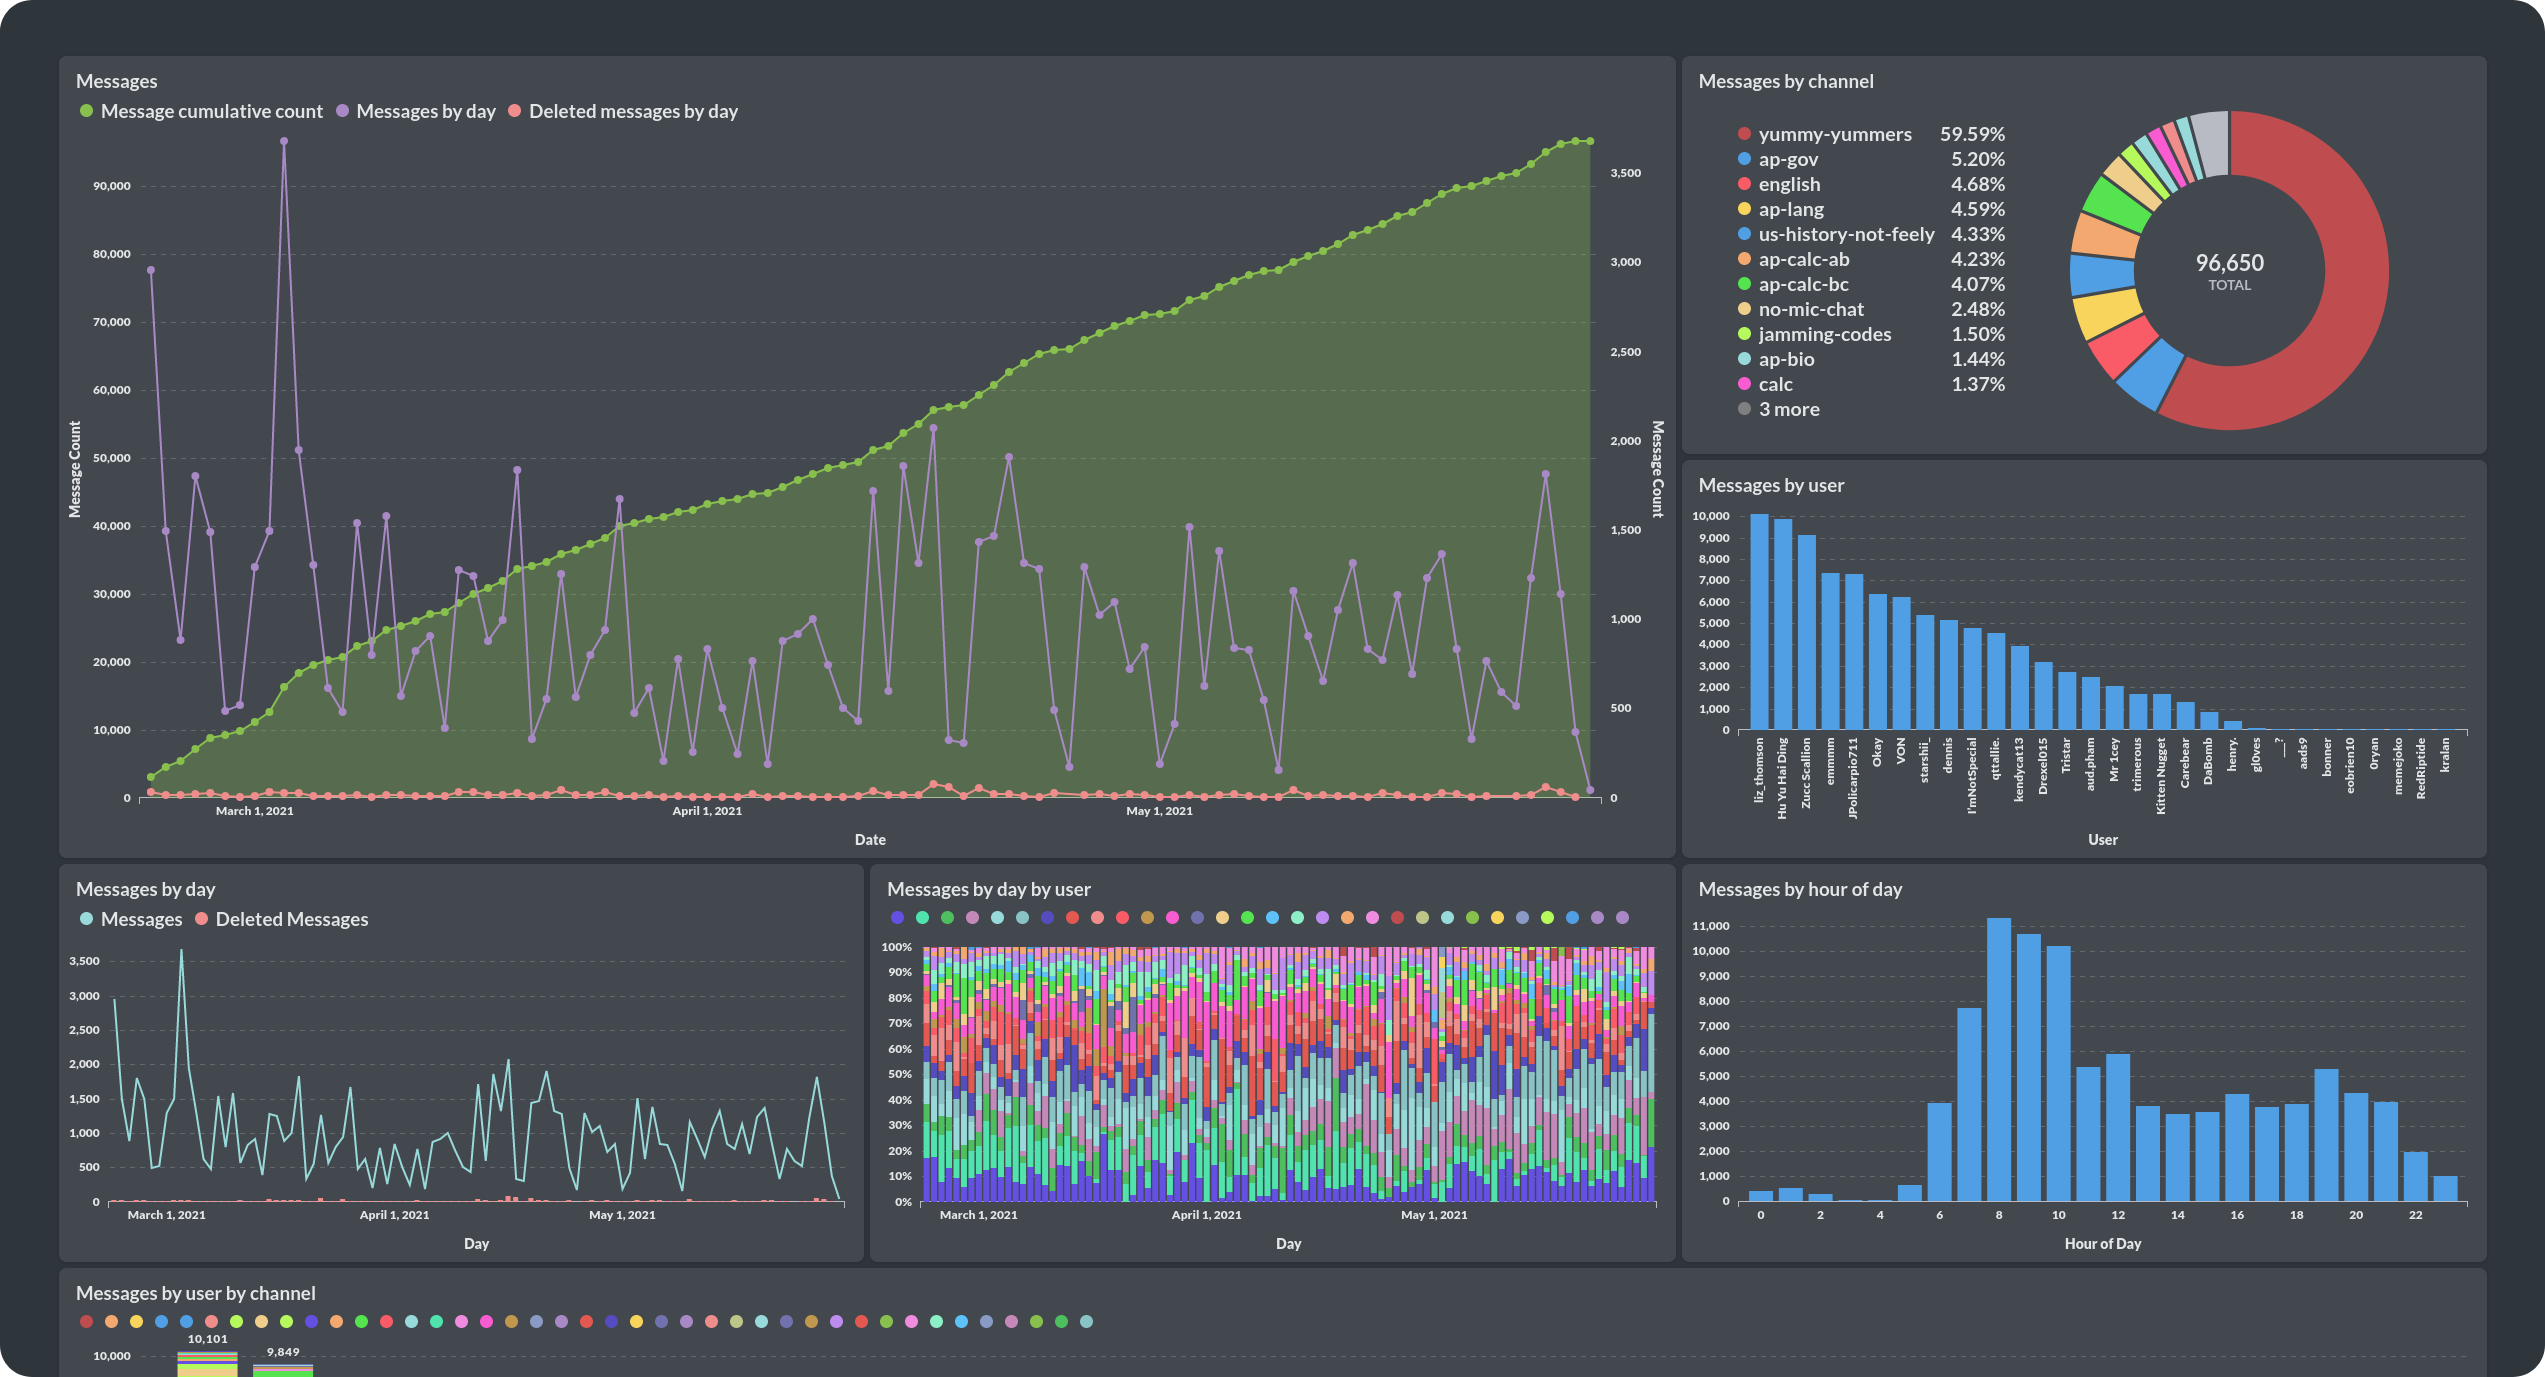 Messages
Message cumulative count Messages by day Deleted messages by day
90,000
80,000
70,000
60,000
50,000
40,000
30,000
20,000
10,000
0
Message Count
3,500
3,000
2,500
2,000
1,500
1,000
500
0
Message Count
March 1, 2021 April 1, 2021 May 1, 2021
Date
Messages by channel
yummy-yummers 59.59%
ap-gov 5.20%
english 4.68%
ap-lang 4.59%
us-history-not-feely 4.33%
ap-calc-ab 4.23%
ap-calc-bc 4.07%
no-mic-chat 2.48%
jamming-codes 1.50%
ap-bio 1.44%
calc 1.37%
3 more
96,650
TOTAL
Messages by user
10,000
9,000
8,000
7,000
6,000
5,000
4,000
3,000
2,000
1,000
0
liz_thomson
Hu Yu Hai Ding
Zucc Scallion
emmmm
JPolicarpio711
Okay
VON
starshii_
dennis
I'mNotSpecial
qttallie.
kendycat13
Drexel015
Tristar
aud.pham
Mr 1cey
trimerous
Kitten Nugget
Carebear
DaBomb
henry.
gl0ves
__?
aads9
bonner
eobrien10
0ryan
memejoko
RedRiptide
kralan
User
Messages by day
Messages Deleted Messages
3,500
3,000
2,500
2,000
1,500
1,000
500
0
March 1, 2021 April 1, 2021 May 1, 2021
Day
Messages by day by user
100%
90%
80%
70%
60%
50%
40%
30%
20%
10%
0%
March 1, 2021 April 1, 2021 May 1, 2021
Day
Messages by hour of day
11,000
10,000
9,000
8,000
7,000
6,000
5,000
4,000
3,000
2,000
1,000
0
0 2 4 6 8 10 12 14 16 18 20 22
Hour of Day
Messages by user by channel
10,101
9,849
10,000